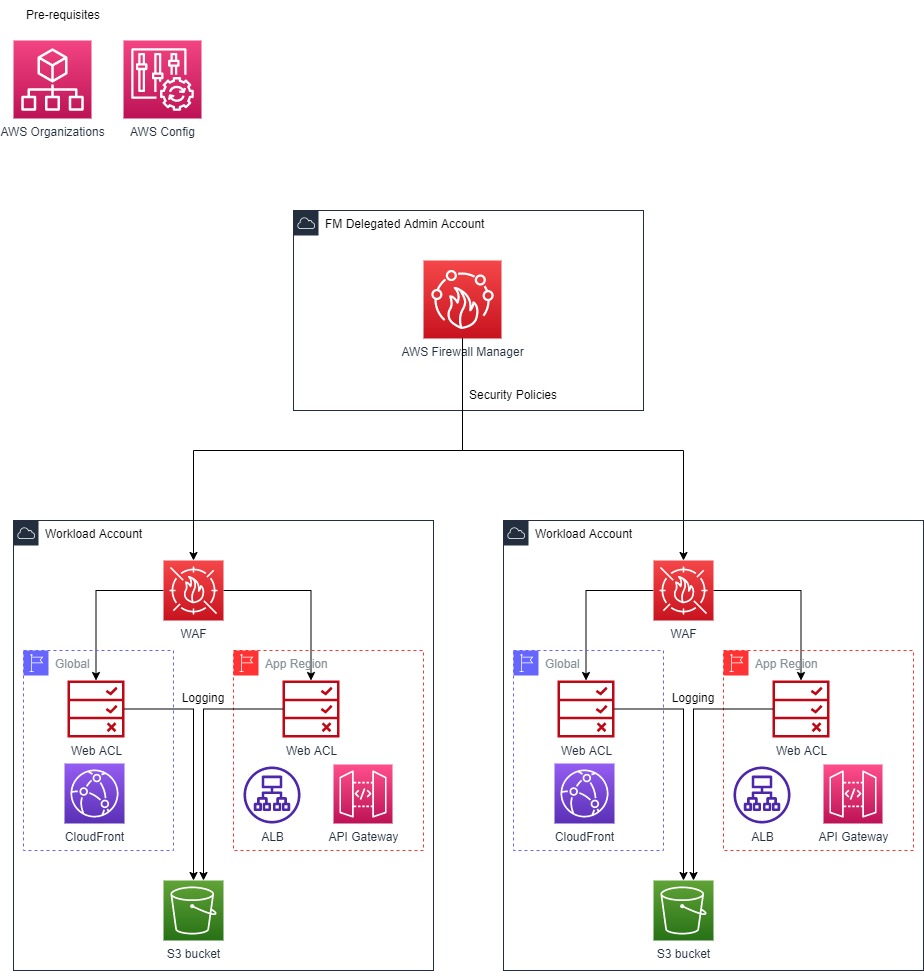 Pre-requisites
AWS Organizations
AWS Config
FM Delegated Admin Account
AWS Firewall Manager
Security Policies
Workload Account
WAF
Global
App Region
Logging
Web ACL
Web ACL
CloudFront
ALB
API Gateway
S3 bucket
Workload Account
WAF
Global
App Region
Logging
Web ACL
Web ACL
CloudFront
ALB
API Gateway
S3 bucket